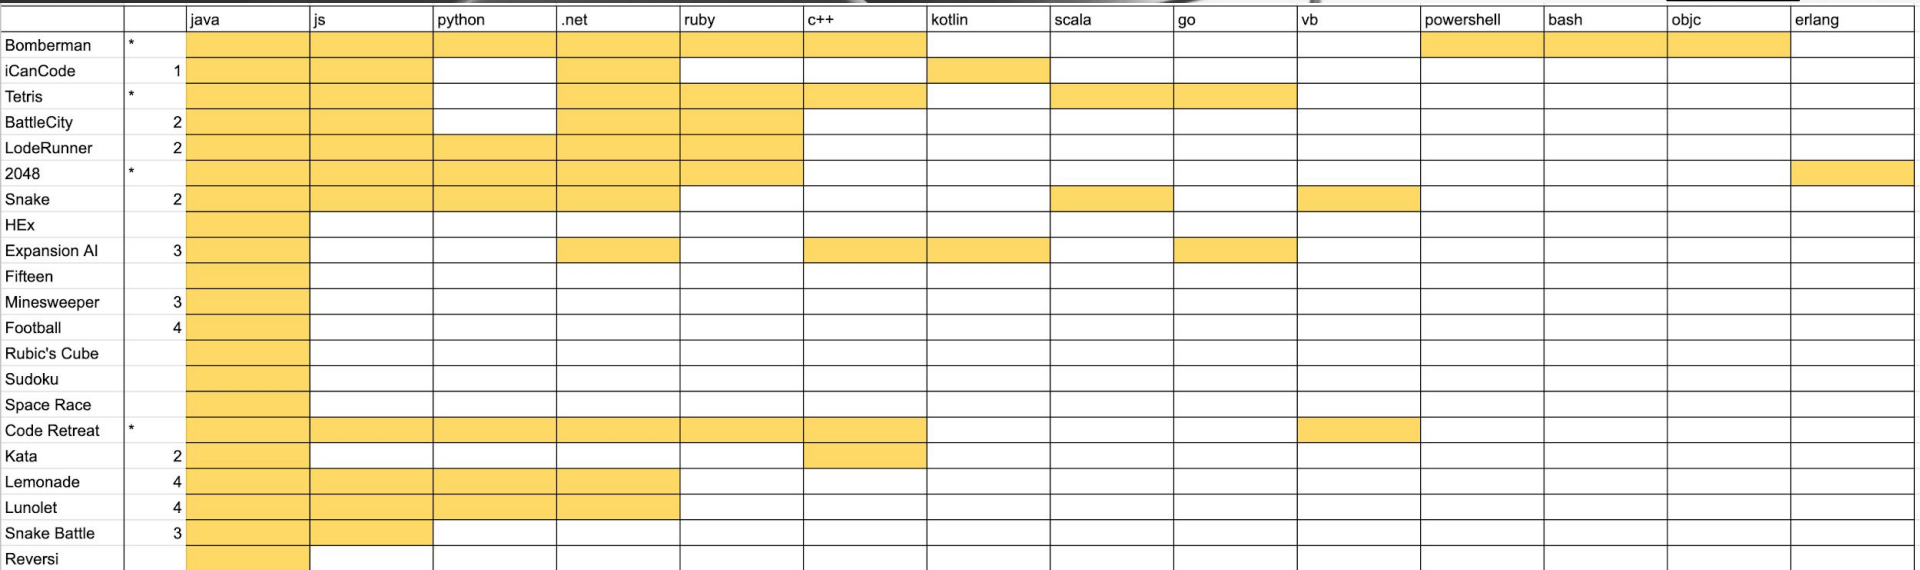 java js python .net ruby c++ kotlin scala go vb powershell bash objc erlang
Bomberman *
iCanCode 1
Tetris *
BattleCity 2
LodeRunner 2
2048 *
Snake 2
HEx
Expansion AI 3
Fifteen
Minesweeper 3
Football 4
Rubic's Cube
Sudoku
Space Race
Code Retreat *
Kata 2
Lemonade 4
Lunolet 4
Snake Battle 3
Reversi